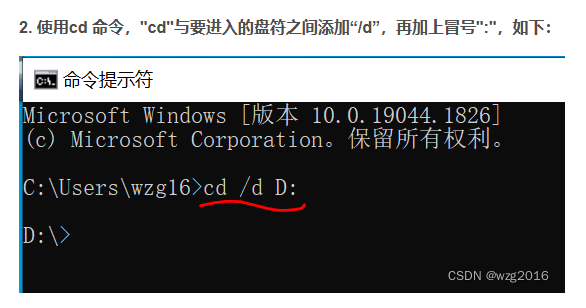 2. 使用cd 命令，"cd"与要进入的盘符之间添加“/d”，再加上冒号":"，如下：
命令提示符
Microsoft Windows [版本 10.0.19044.1826]
(c) Microsoft Corporation。保留所有权利。
C:\Users\wzg16>cd /d D:
D:\>
CSDN @wzg2016